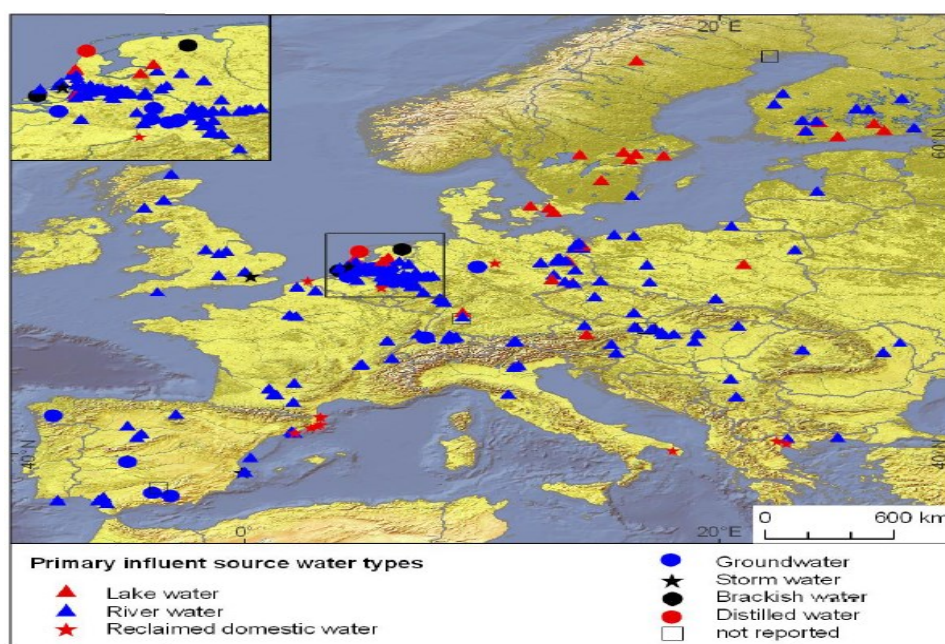 20°E
60°N
40°N
40°N
0
20°E
0 600 km
Primary influent source water types
Lake water
River water
Reclaimed domestic water
Groundwater
Storm water
Brackish water
Distilled water
not reported